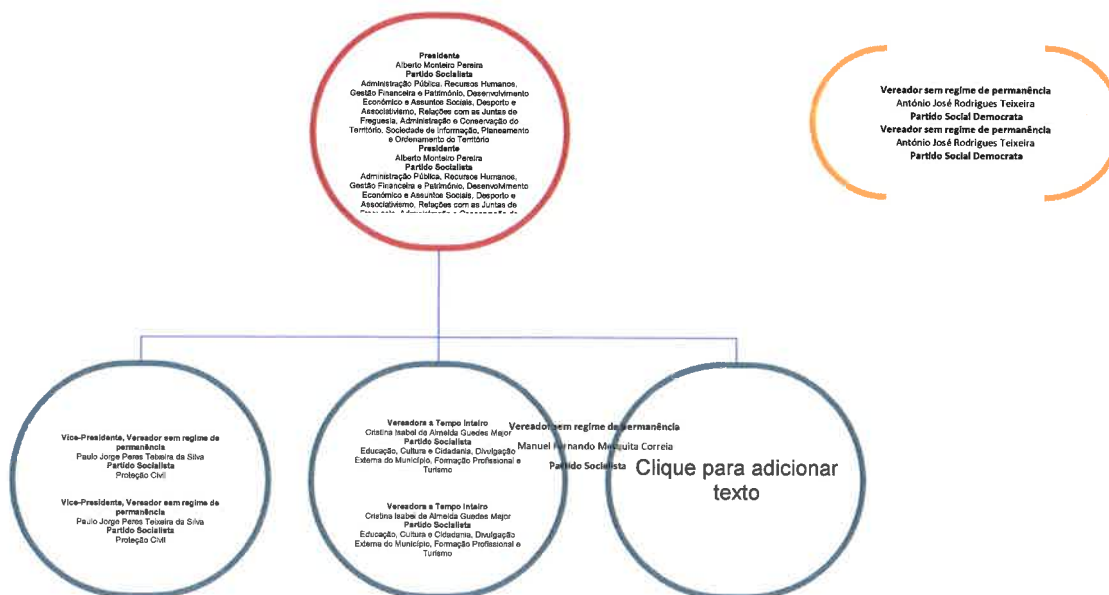 Presidente
Alberto Monteiro Pereira
Partido Socialista
Administração Pública, Recursos Humanos,
Gestão Financeira e Património, Desenvolvimento
Económico e Assuntos Sociais, Desporto e
Associativismo, Relações com as Juntas de
Freguesia, Administração e Conservação do
Território, Sociedade de Informação, Planeamento
e Ordenamento do Território
Presidente
Alberto Monteiro Pereira
Partido Socialista
Administração Pública, Recursos Humanos,
Gestão Financeira e Património, Desenvolvimento
Económico e Assuntos Sociais, Desporto e
Associativismo, Relações com as Juntas de
Freguesia, Administração e Conservação do
Vereador sem regime de permanência
António José Rodrigues Teixeira
Partido Social Democrata
Vereador sem regime de permanência
António José Rodrigues Teixeira
Partido Social Democrata
Vice-Presidente, Vereador sem regime de
permanência
Paulo Jorge Peres Teixeira da Silva
Partido Socialista
Proteção Civil
Vice-Presidente, Vereador sem regime de
permanência
Paulo Jorge Peres Teixeira da Silva
Partido Socialista
Proteção Civil
Vereadora a Tempo Inteiro
Cristina Isabel de Almeida Guedes Major
Partido Socialista
Educação, Cultura e Cidadania, Divulgação
Externa do Município, Formação Profissional e
Turismo
Vereadora a Tempo Inteiro
Cristina Isabel de Almeida Guedes Major
Partido Socialista
Educação, Cultura e Cidadania, Divulgação
Externa do Município, Formação Profissional e
Turismo
Vereador sem regime de permanência
Manuel Fernando Mesquita Correia
Partido Socialista
Clique para adicionar
texto